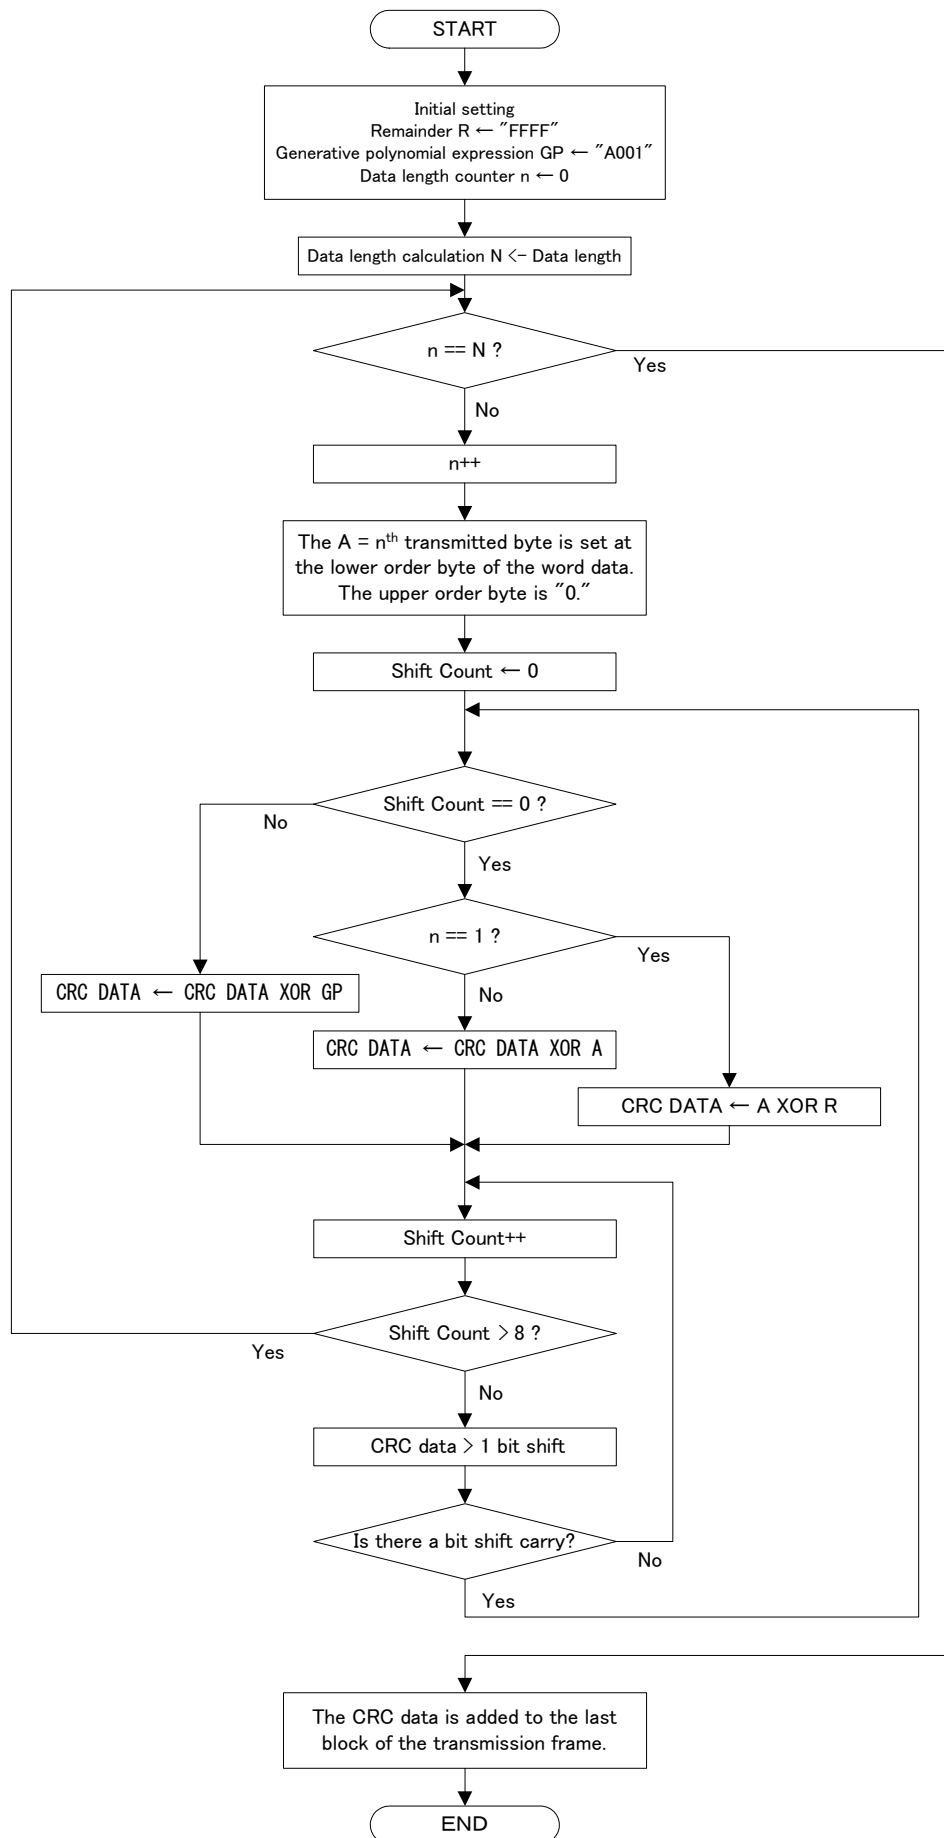 START
Initial setting
Remainder R ← "FFFF"
Generative polynomial expression GP ← "A001"
Data length counter n ← 0
Data length calculation N <- Data length
n == N ?
Yes
No
n++
The A = nth transmitted byte is set at
the lower order byte of the word data.
The upper order byte is "0."
Shift Count ← 0
Shift Count == 0 ?
No
Yes
n == 1 ?
Yes
CRC DATA ← CRC DATA XOR GP
No
CRC DATA ← CRC DATA XOR A
CRC DATA ← A XOR R
Shift Count++
Shift Count > 8 ?
Yes
No
CRC data > 1 bit shift
Is there a bit shift carry?
No
Yes
The CRC data is added to the last
block of the transmission frame.
END